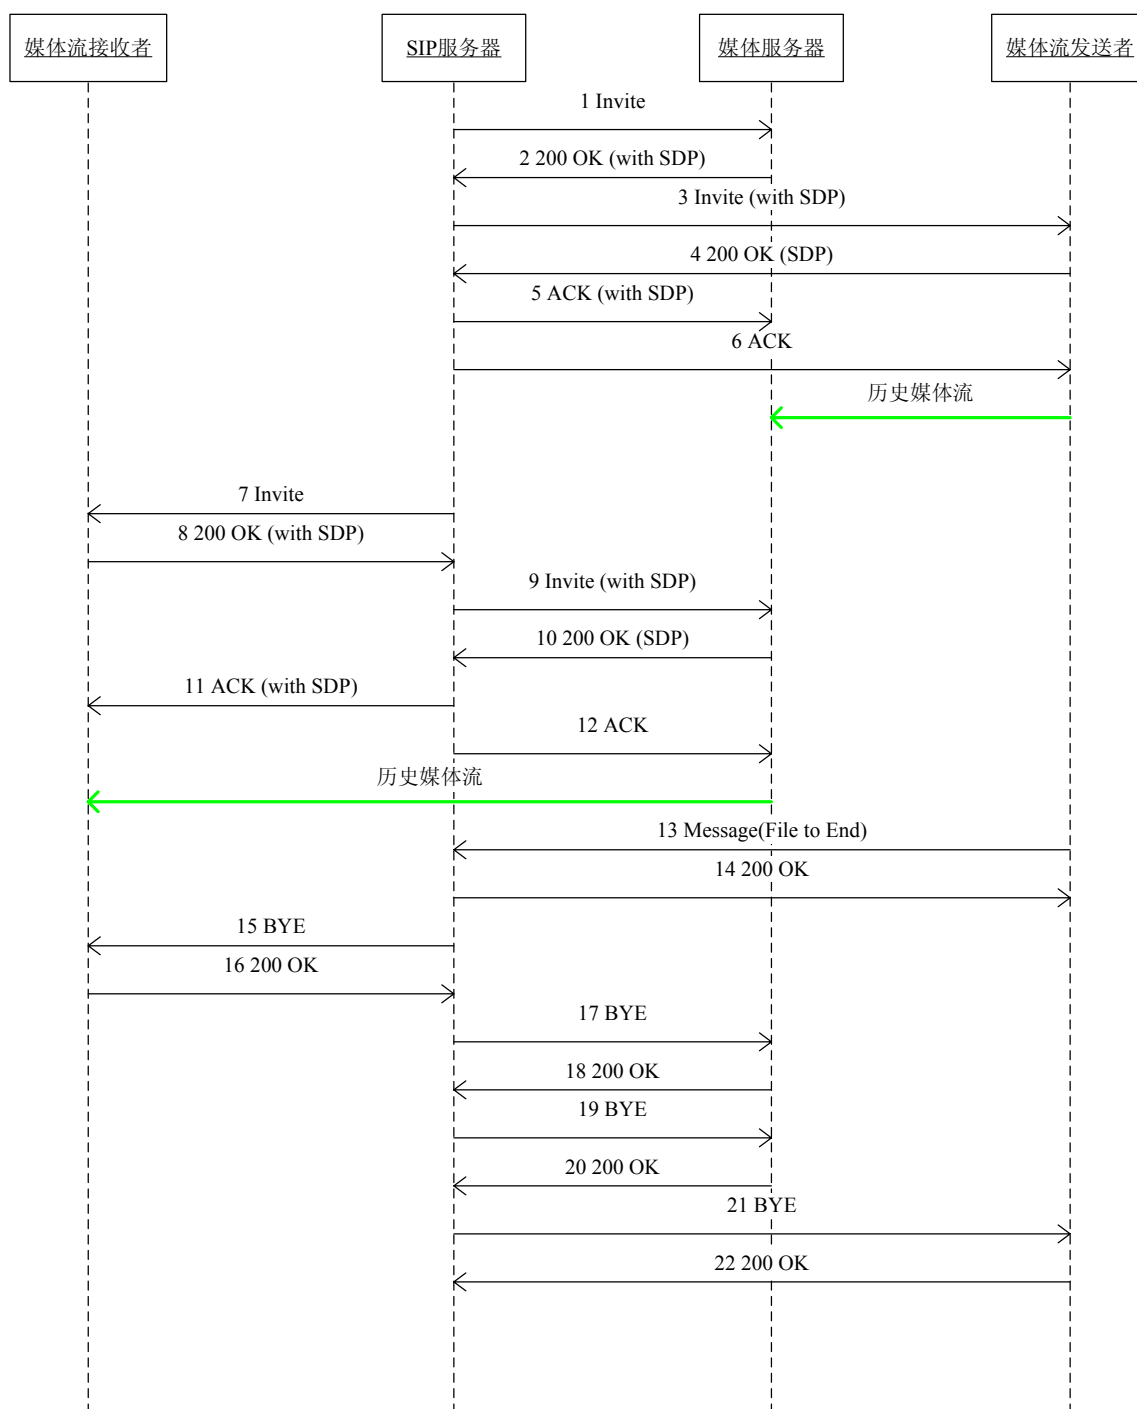 媒体流接收者
SIP服务器
媒体服务器
媒体流发送者
1 Invite
2 200 OK (with SDP)
3 Invite (with SDP)
4 200 OK (SDP)
5 ACK (with SDP)
6 ACK
历史媒体流
7 Invite
8 200 OK (with SDP)
9 Invite (with SDP)
10 200 OK (SDP)
11 ACK (with SDP)
12 ACK
历史媒体流
13 Message(File to End)
14 200 OK
15 BYE
16 200 OK
17 BYE
18 200 OK
19 BYE
20 200 OK
21 BYE
22 200 OK